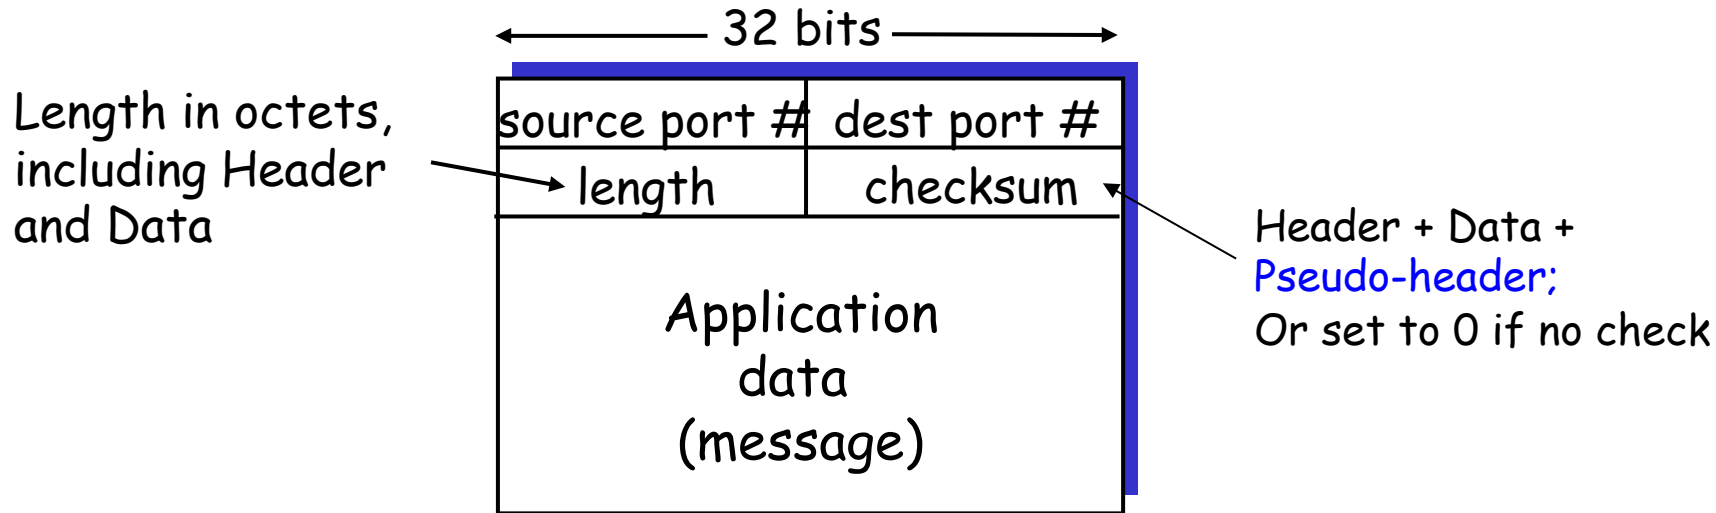 32 bits
Length in octets,
including Header
and Data
source port #
dest port #
length
checksum
Header + Data +
Pseudo-header;
Or set to 0 if no check
Application
data
(message)